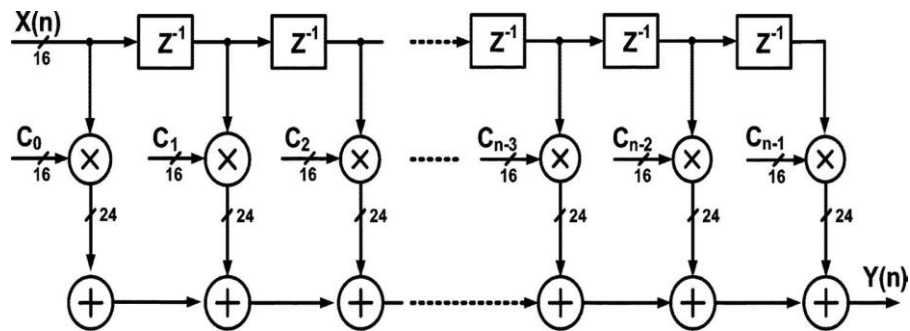 X(n)
16
Z⁻¹ Z⁻¹ Z⁻¹ Z⁻¹ Z⁻¹
C₀ C₁ C₂ Cₙ₋₃ Cₙ₋₂ Cₙ₋₁
16 16 16 16 16 16
24 24 24 24 24 24
Y(n)